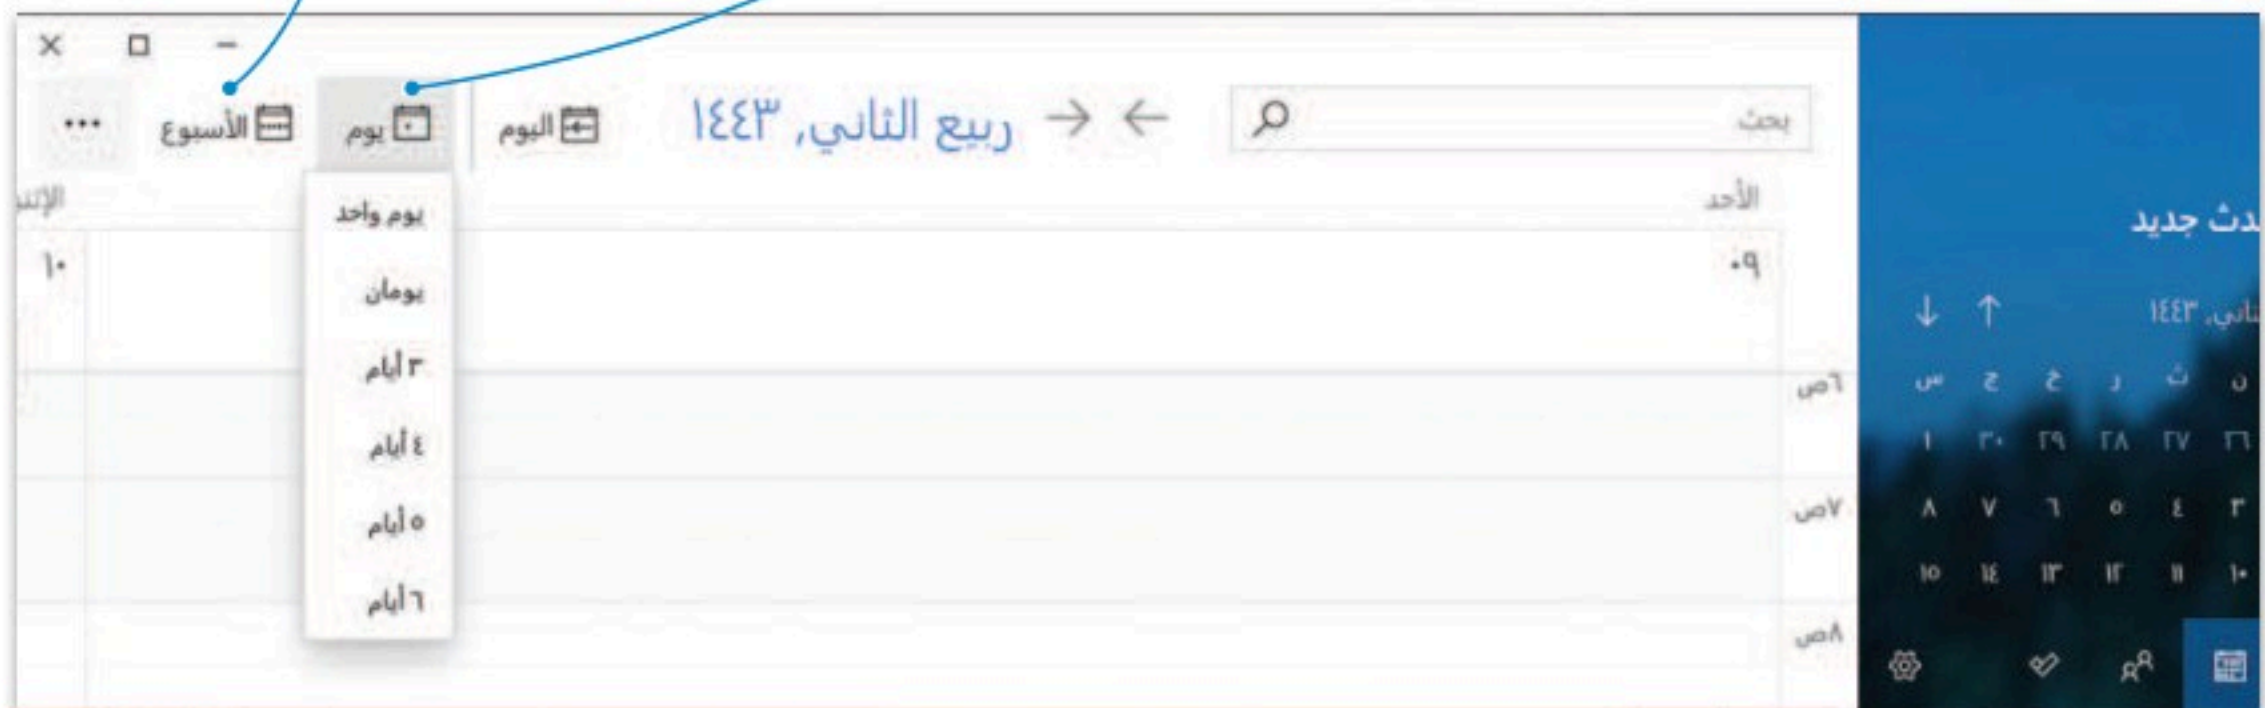 بحث
ربيع الثاني, ١٤٤٣
اليوم
يوم
الأسبوع
...
جديد
١٤٤٣
ن ث ر خ ج س
٢٦ ٢٧ ٢٨ ٢٩ ٣٠ ١
٣ ٤ ٥ ٦ ٧ ٨
١٠ ١١ ١٢ ١٣ ١٤ ١٥
الأحد
٠٩
١٠
٦ص
٧ص
٨ص
يوم واحد
يومان
٣ أيام
٤ أيام
٥ أيام
٦ أيام